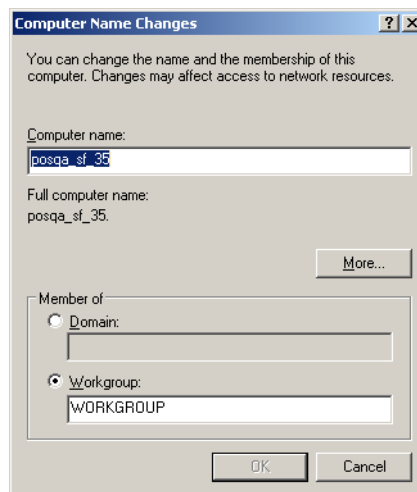 Computer Name Changes
You can change the name and the membership of this
computer. Changes may affect access to network resources.
Computer name:
posqa_sf_35
Full computer name:
posqa_sf_35.
More...
Member of
Domain:
Workgroup:
WORKGROUP
OK Cancel